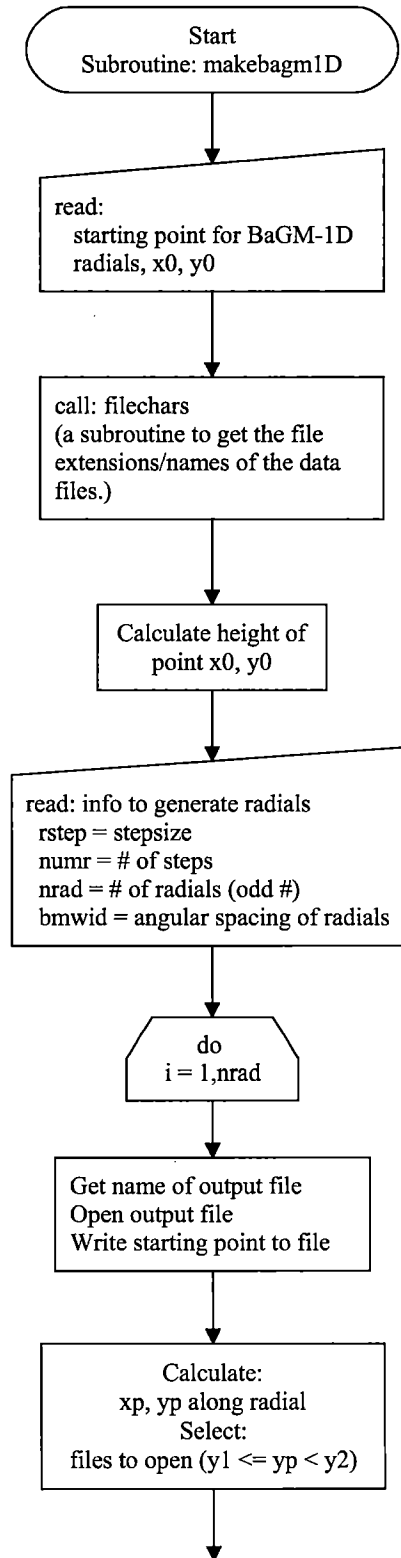 Start
Subroutine: makebagm1D
read:
starting point for BaGM-1D
radials, x0, y0
call: filechars
(a subroutine to get the file
extensions/names of the data
files.)
Calculate height of
point x0, y0
read: info to generate radials
rstep = stepsize
numr = # of steps
nrad = # of radials (odd #)
bmwid = angular spacing of radials
do
i = 1,nrad
Get name of output file
Open output file
Write starting point to file
Calculate:
xp, yp along radial
Select:
files to open (y1 <= yp < y2)